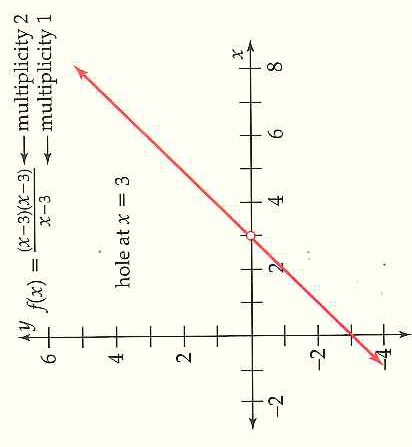 f(x) = (x−3)(x−3) ← multiplicity 2
x−3 ← multiplicity 1
hole at x = 3
y
6
4
2
−2
−4
−2
2
4
6
8
x